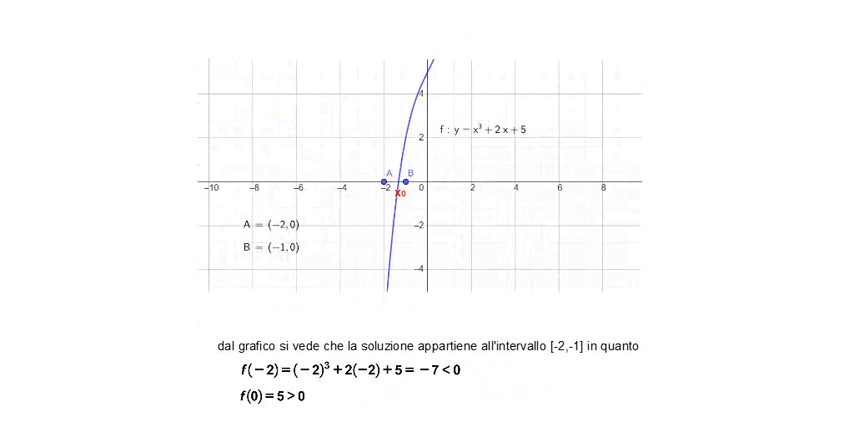 4
f : y = x³ + 2 x + 5
2
A B
−10 −8 −6 −4 −2 0 2 4 6 8
x0
A = (−2,0)
−2
B = (−1,0)
−4
dal grafico si vede che la soluzione appartiene all'intervallo [-2,-1] in quanto
f(−2)=(−2)³+2(−2)+5=−7<0
f(0)=5>0